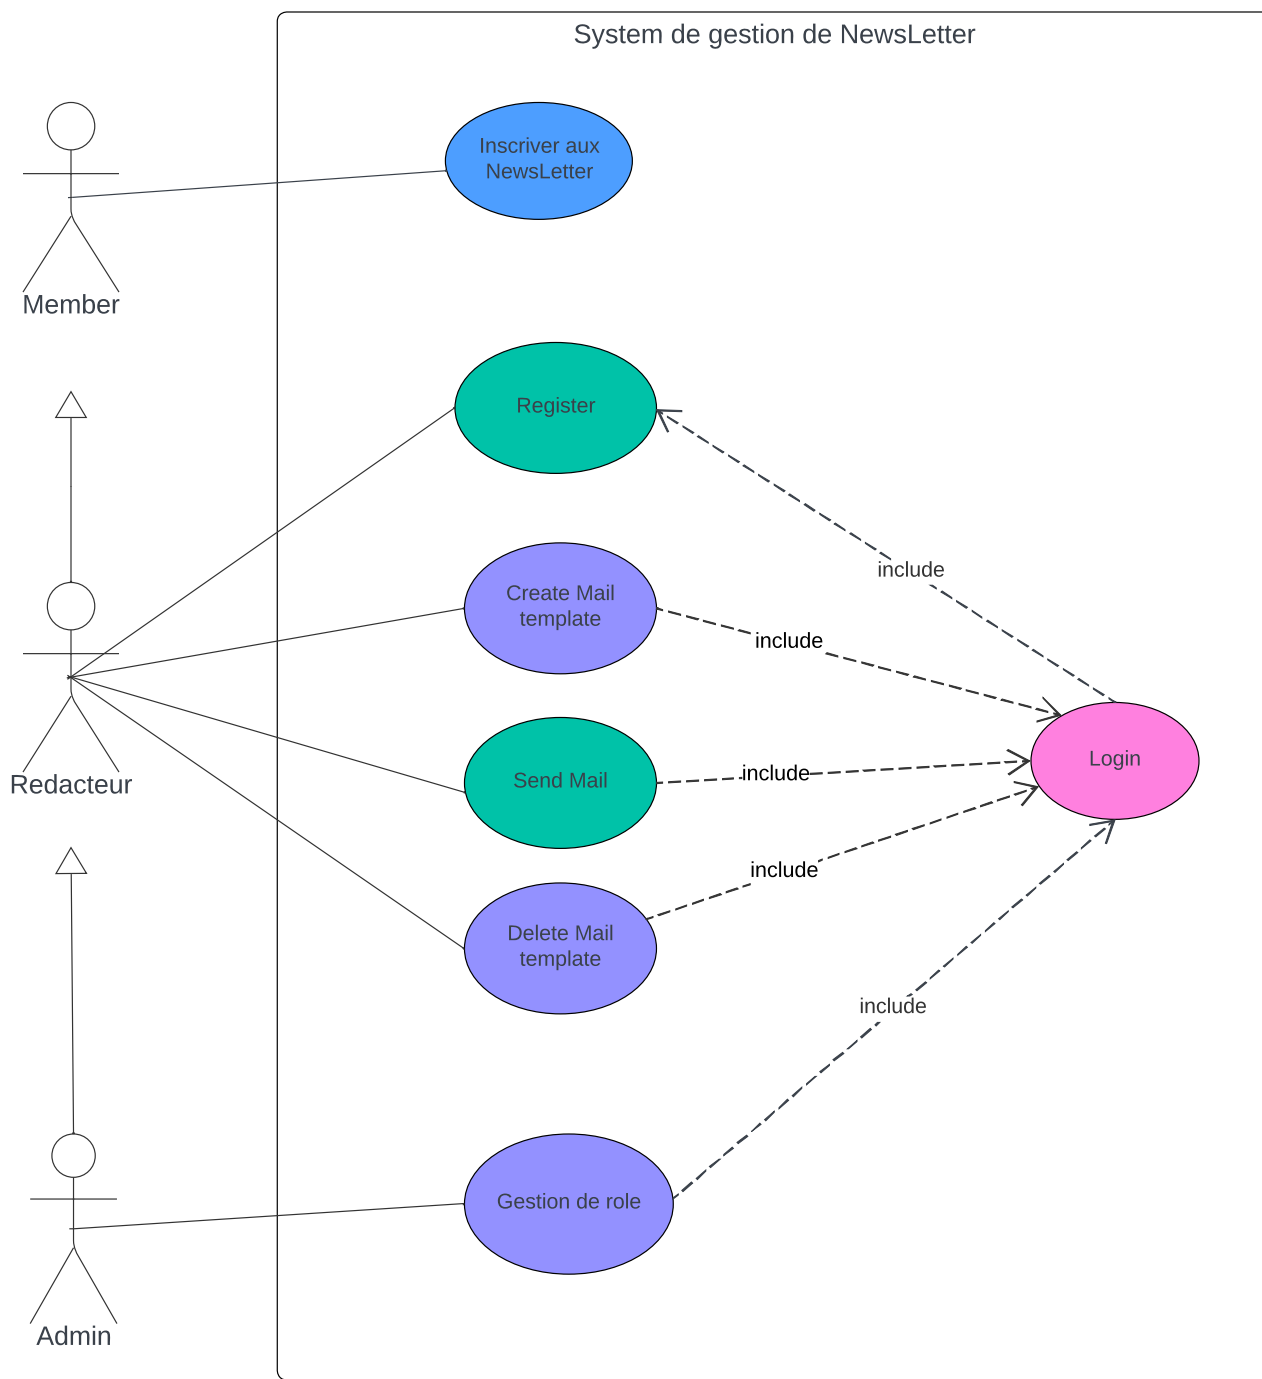 System de gestion de NewsLetter
Inscriver aux
NewsLetter
Member
Register
include
Create Mail
template
include
Login
Send Mail
include
Redacteur
include
Delete Mail
template
include
Gestion de role
Admin